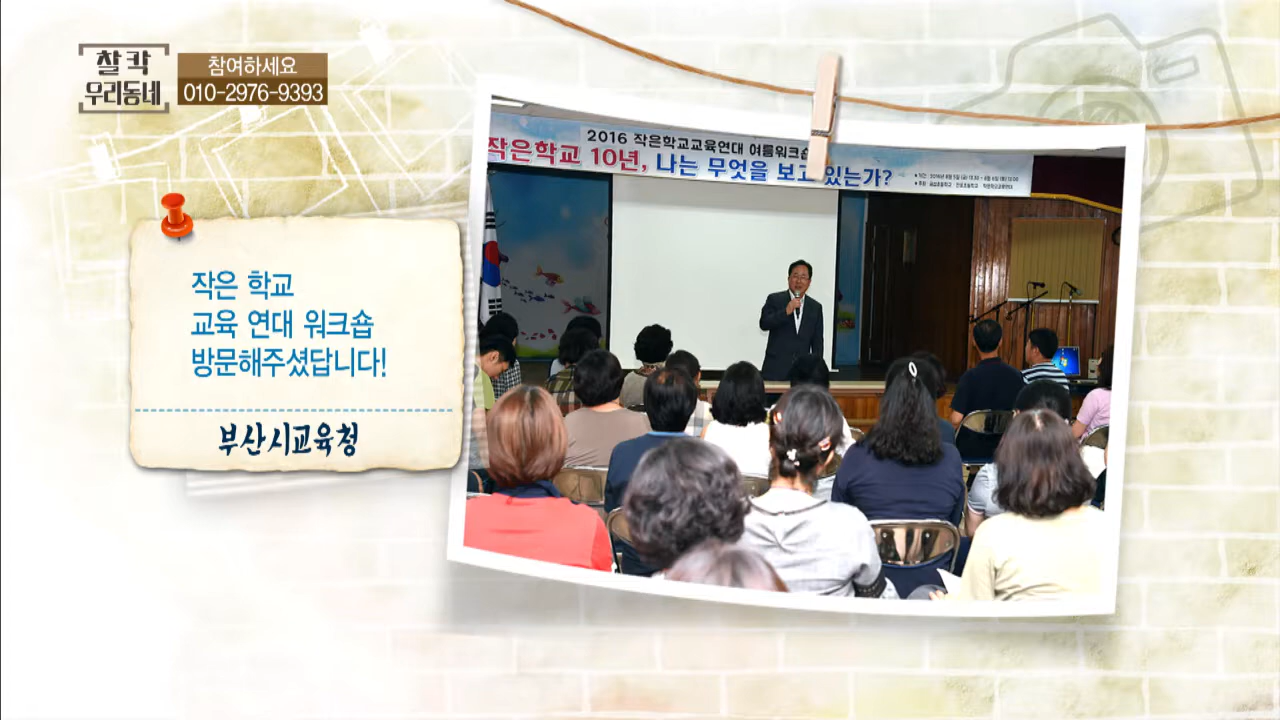 찰칵
우리동네
참여하세요
010-2976-9393
2016 작은학교교육연대 여름워크숍
작은학교 10년, 나는 무엇을 보고 있는가?
작은 학교
교육 연대 워크숍
방문해주셨답니다!
부산시교육청